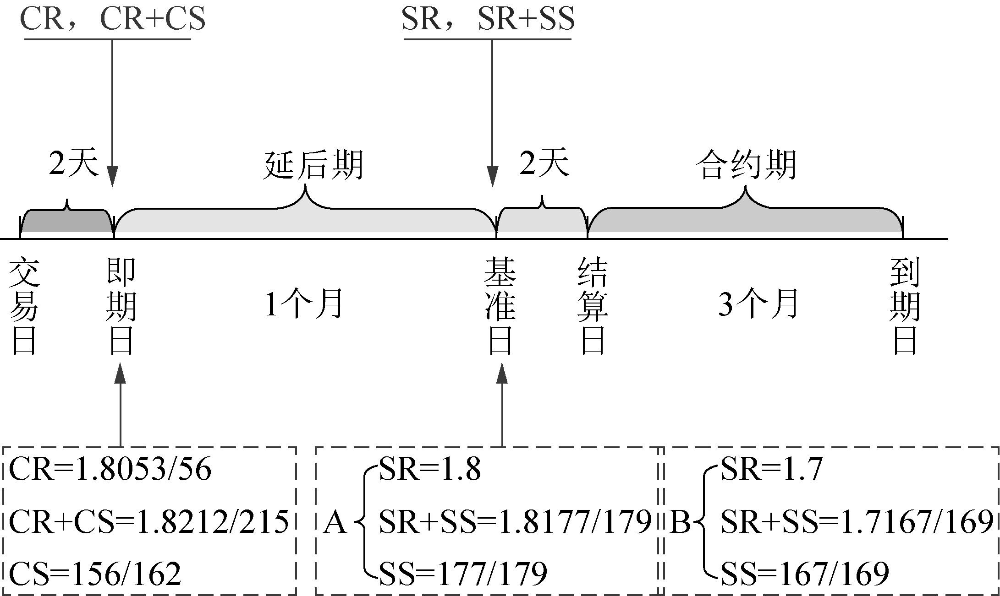 CR，CR+CS
SR，SR+SS
2天
延后期
2天
合约期
交易日
即期日
1个月
基准日
结算日
3个月
到期日
CR=1.8053/56
CR+CS=1.8212/215
CS=156/162
A
SR=1.8
SR+SS=1.8177/179
SS=177/179
B
SR=1.7
SR+SS=1.7167/169
SS=167/169